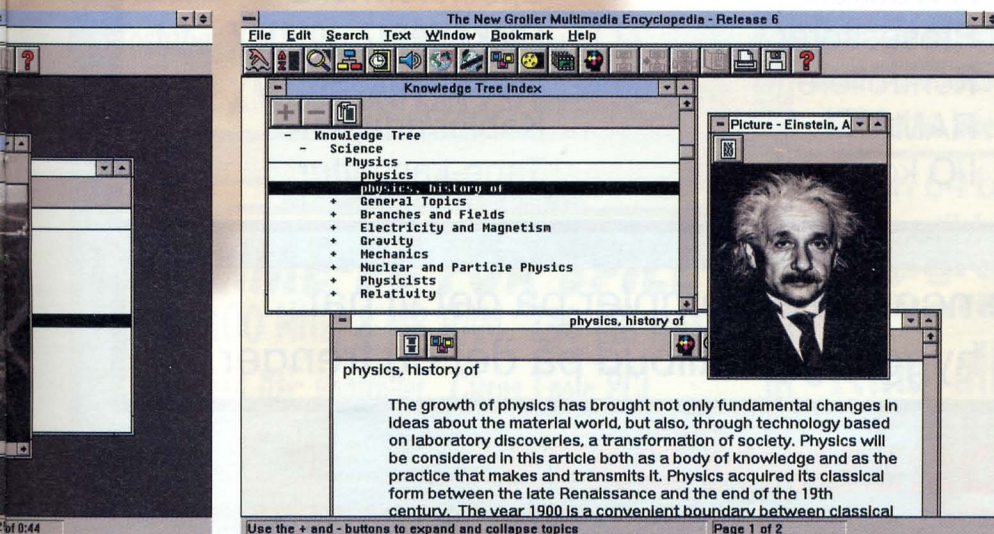 The New Grolier Multimedia Encyclopedia - Release 6
File Edit Search Text Window Bookmark Help
Knowledge Tree Index
- Knowledge Tree
- Science
Physics
physics
physics, history of
+ General Topics
+ Branches and Fields
+ Electricity and Magnetism
+ Gravity
+ Mechanics
+ Nuclear and Particle Physics
+ Physicists
+ Relativity
Picture - Einstein, A
physics, history of
physics, history of
The growth of physics has brought not only fundamental changes in
ideas about the material world, but also, through technology based
on laboratory discoveries, a transformation of society. Physics will
be considered in this article both as a body of knowledge and as the
practice that makes and transmits it. Physics acquired its classical
form between the late Renaissance and the end of the 19th
century. The year 1900 is a convenient boundary between classical
of 0:44
Use the + and - buttons to expand and collapse topics
Page 1 of 2